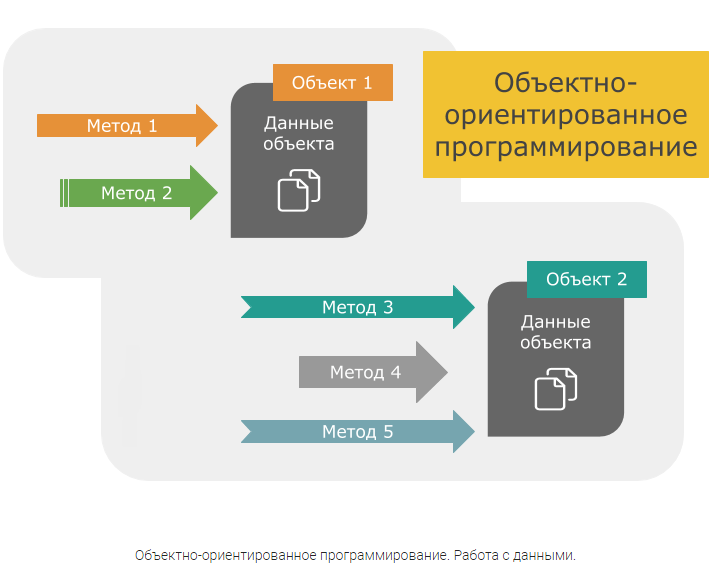 Объектно-
ориентированное
программирование
Объект 1
Данные
объекта
Метод 1
Метод 2
Объект 2
Данные
объекта
Метод 3
Метод 4
Метод 5
Объектно-ориентированное программирование. Работа с данными.